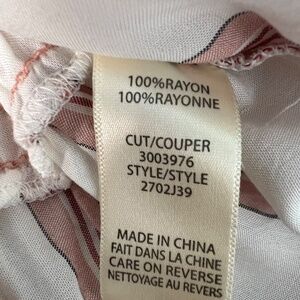 100%RAYON
100%RAYONNE
CUT/COUPER
3003976
STYLE/STYLE
2702J39
MADE IN CHINA
FAIT DANS LA CHINE
CARE ON REVERSE
NETTOYAGE AU REVERS